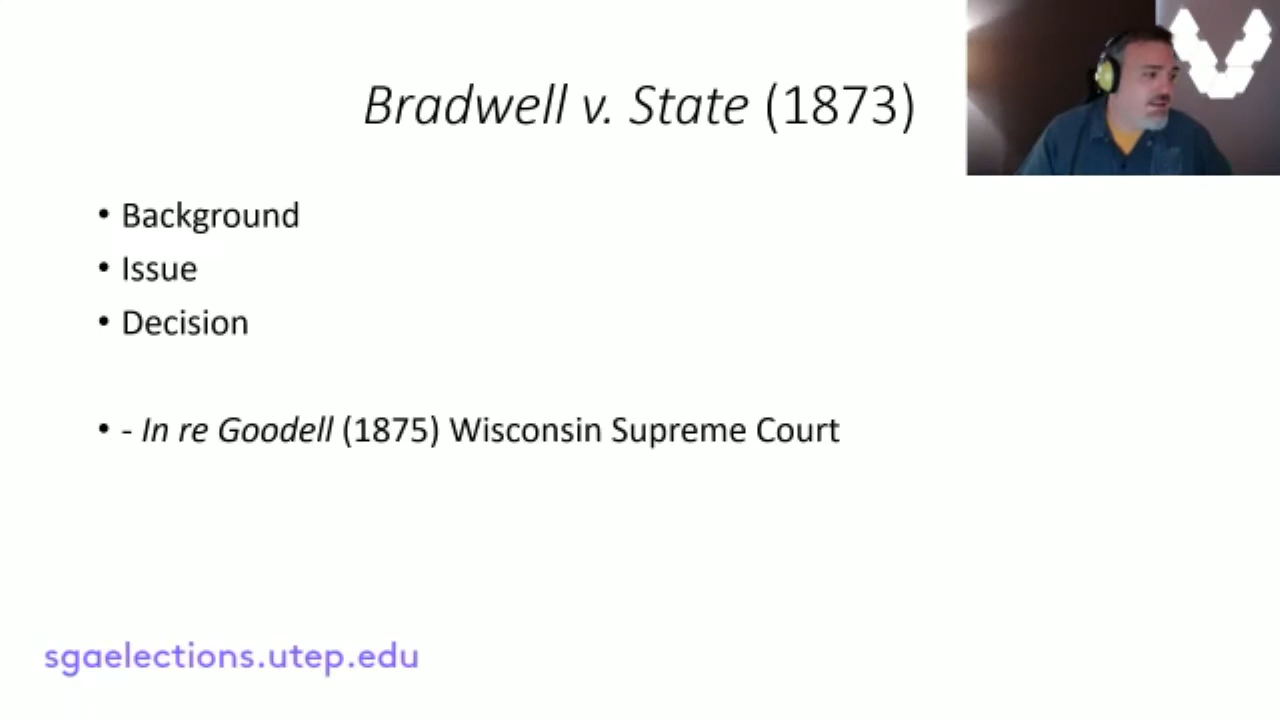 Bradwell v. State (1873)
• Background
• Issue
• Decision
• - In re Goodell (1875) Wisconsin Supreme Court
sgaelections.utep.edu